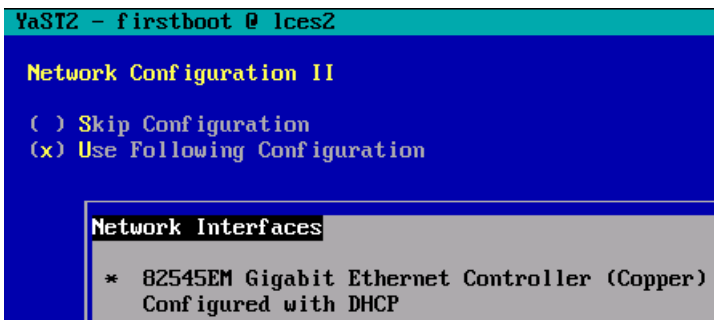 YaST2 - firstboot @ lces2
Network Configuration II
( ) Skip Configuration
(x) Use Following Configuration
Network Interfaces
* 82545EM Gigabit Ethernet Controller (Copper)
Configured with DHCP